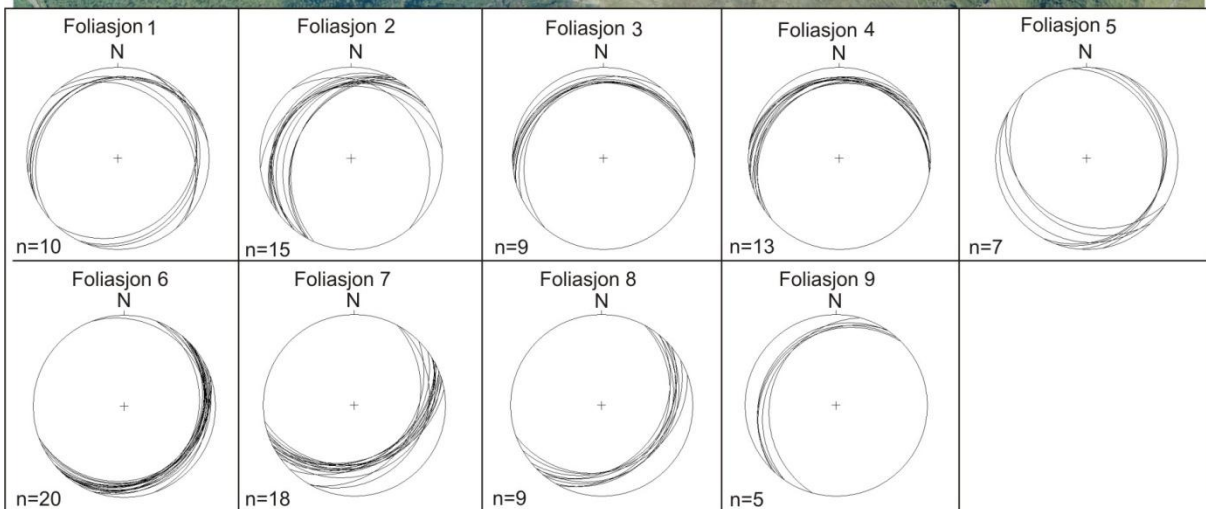 Foliasjon 1
N
n=10
Foliasjon 2
N
n=15
Foliasjon 3
N
n=9
Foliasjon 4
N
n=13
Foliasjon 5
N
n=7
Foliasjon 6
N
n=20
Foliasjon 7
N
n=18
Foliasjon 8
N
n=9
Foliasjon 9
N
n=5